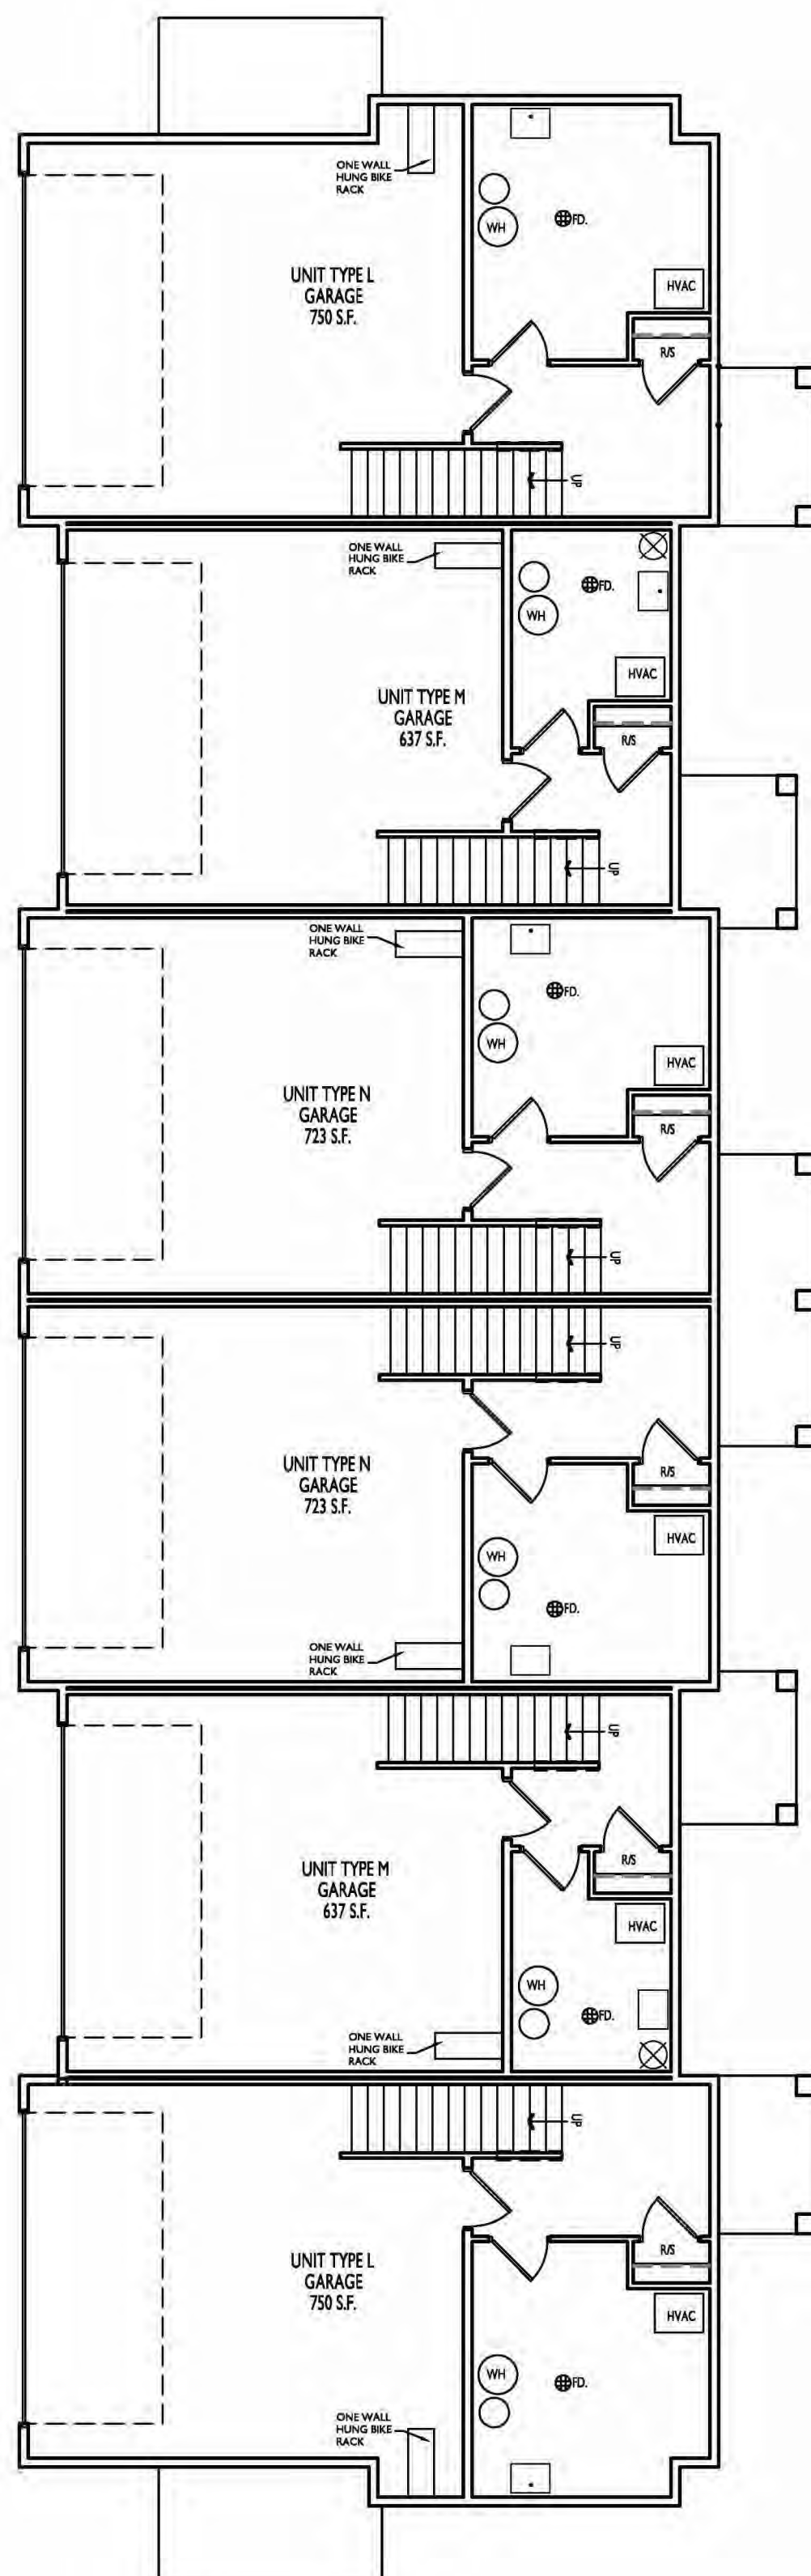 ONE WALL
HUNG BIKE
RACK
WH
FD.
UNIT TYPE L
GARAGE
750 S.F.
HVAC
R/S
UP
ONE WALL
HUNG BIKE
RACK
FD.
WH
HVAC
UNIT TYPE M
GARAGE
637 S.F.
R/S
UP
ONE WALL
HUNG BIKE
RACK
FD.
WH
HVAC
UNIT TYPE N
GARAGE
723 S.F.
R/S
UP
UP
UNIT TYPE N
GARAGE
723 S.F.
R/S
HVAC
WH
FD.
ONE WALL
HUNG BIKE
RACK
UP
R/S
UNIT TYPE M
GARAGE
637 S.F.
HVAC
WH
FD.
ONE WALL
HUNG BIKE
RACK
UP
R/S
UNIT TYPE L
GARAGE
750 S.F.
HVAC
WH
FD.
ONE WALL
HUNG BIKE
RACK